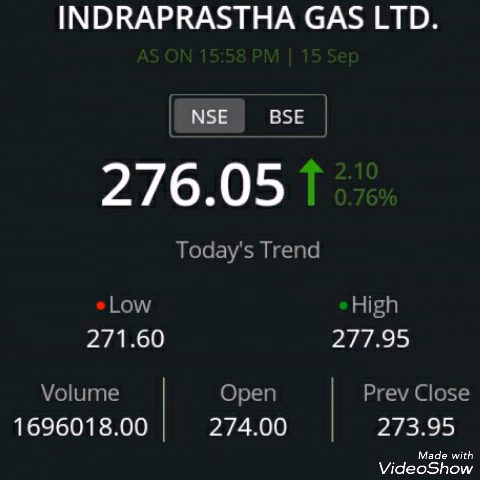 INDRAPRASTHA GAS LTD.
AS ON 15:58 PM | 15 Sep
NSE BSE
276.05 2.10
0.76%
Today's Trend
Low High
271.60 277.95
Volume Open Prev Close
1696018.00 274.00 273.95
Made with
VideoShow